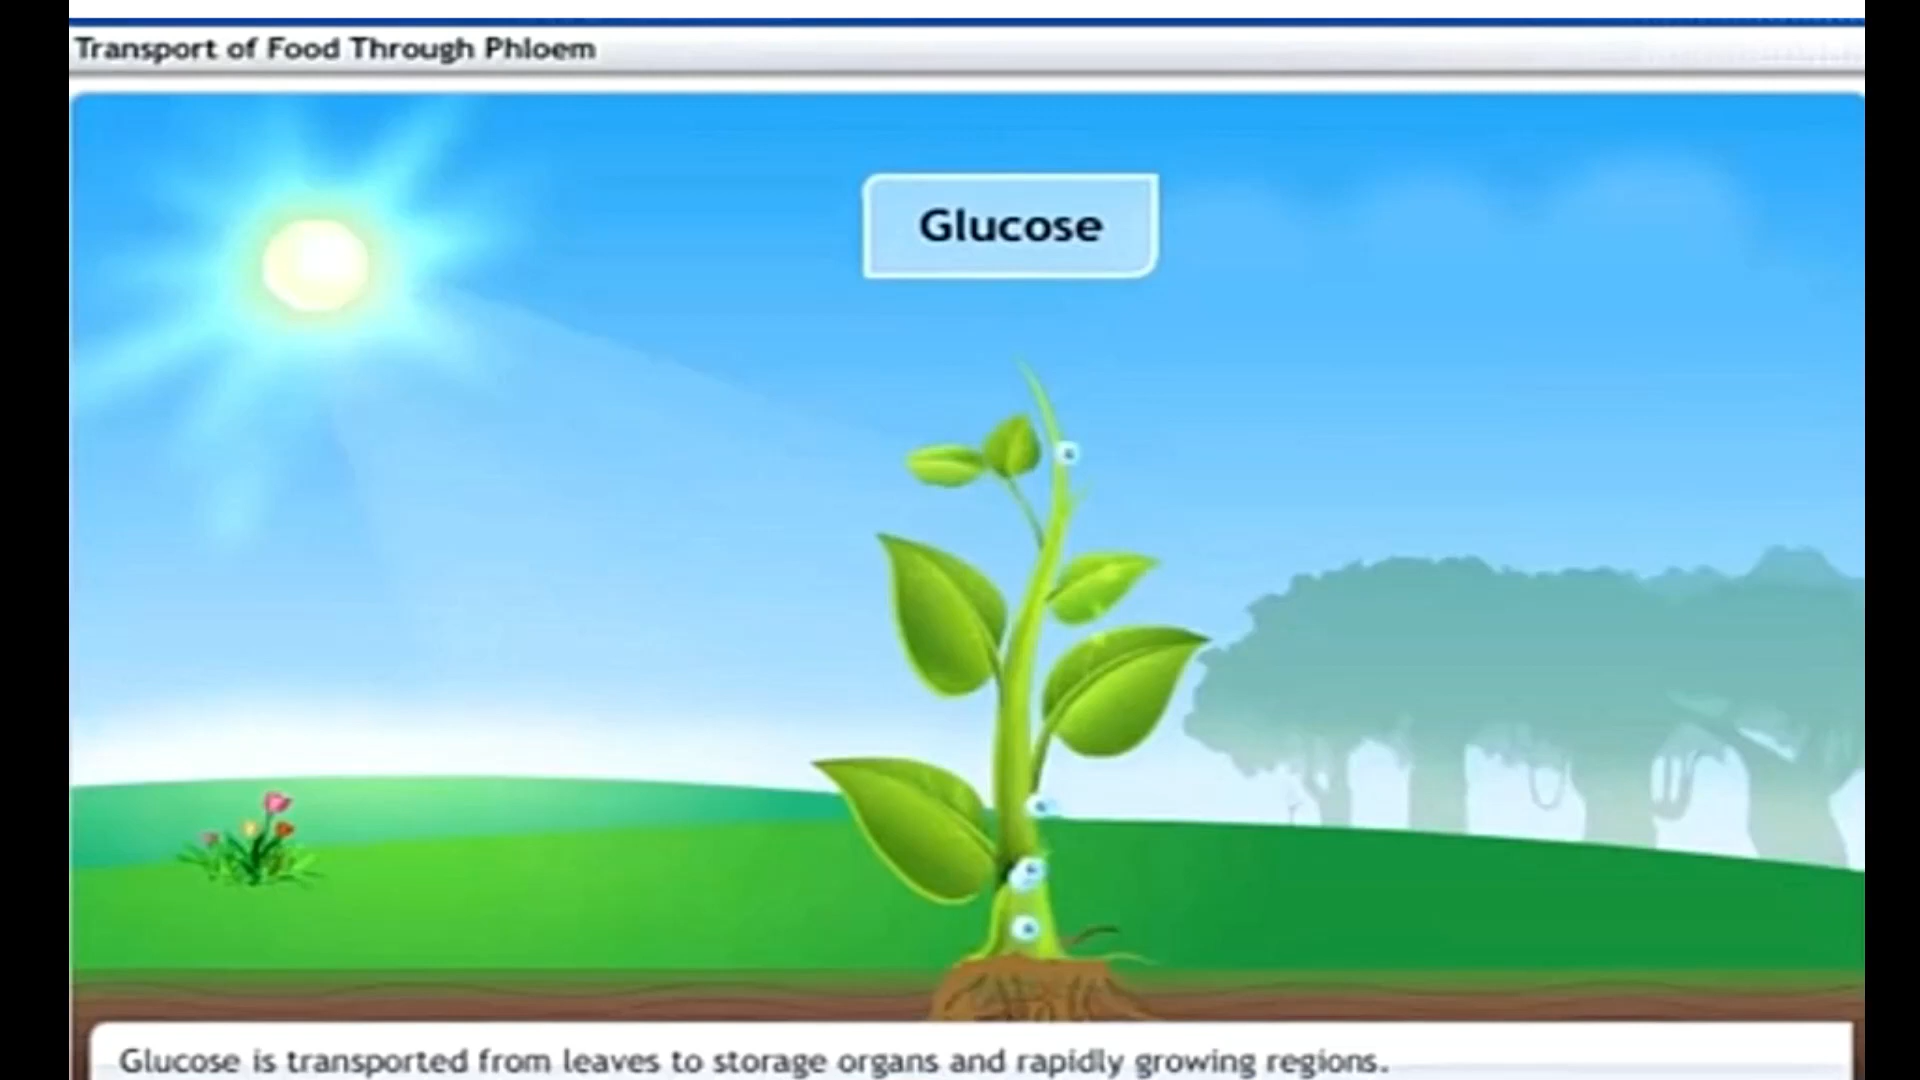 Transport of Food Through Phloem
Glucose
Glucose is transported from leaves to storage organs and rapidly growing regions.